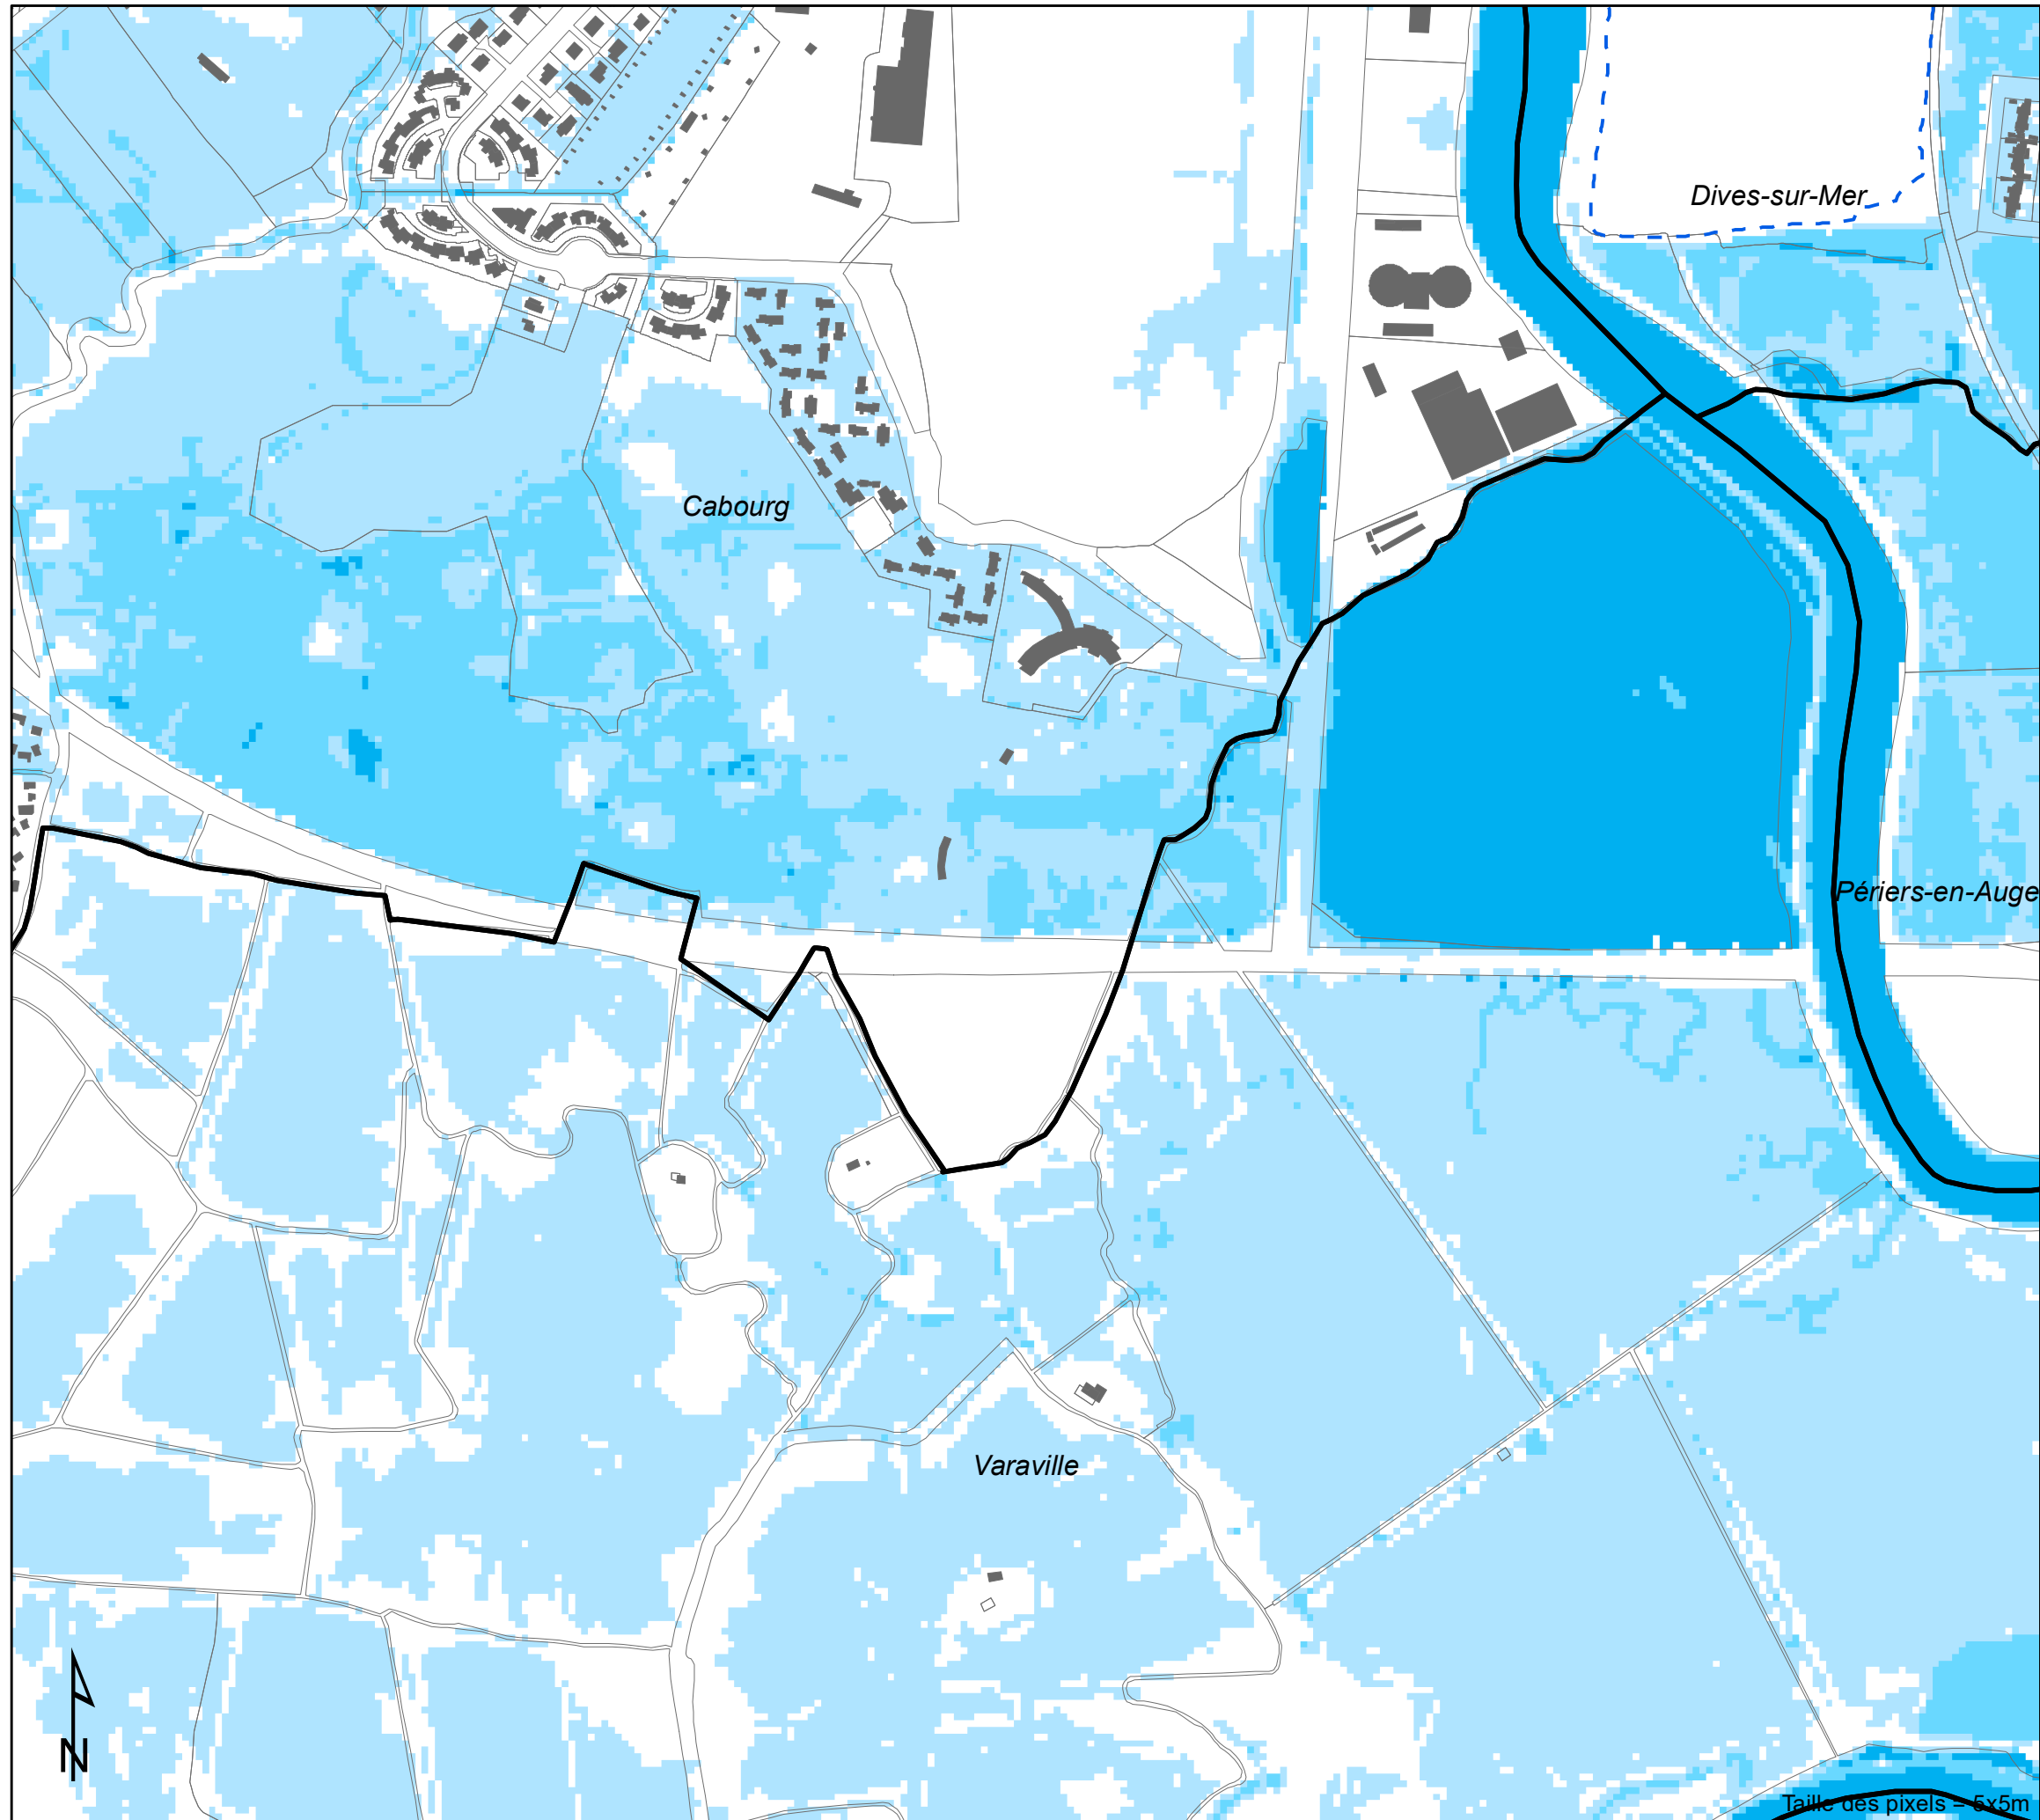 Dives-sur-Mer
Cabourg
Périers-en-Auge
Varaville
N
Taille des pixels = 5x5m